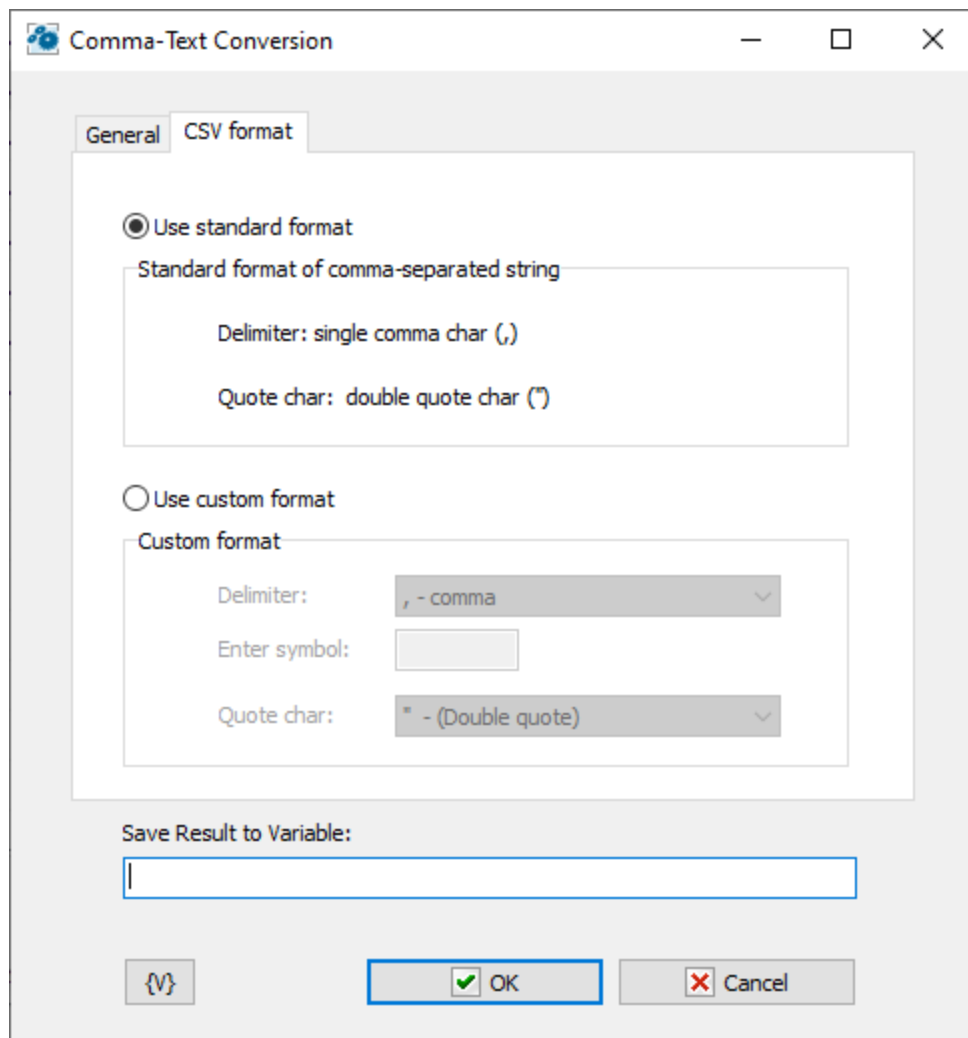 Comma-Text Conversion
General CSV format
Use standard format
Standard format of comma-separated string
Delimiter: single comma char (,)
Quote char: double quote char (")
Use custom format
Custom format
Delimiter: , - comma
Enter symbol:
Quote char: " - (Double quote)
Save Result to Variable:
{V} OK Cancel